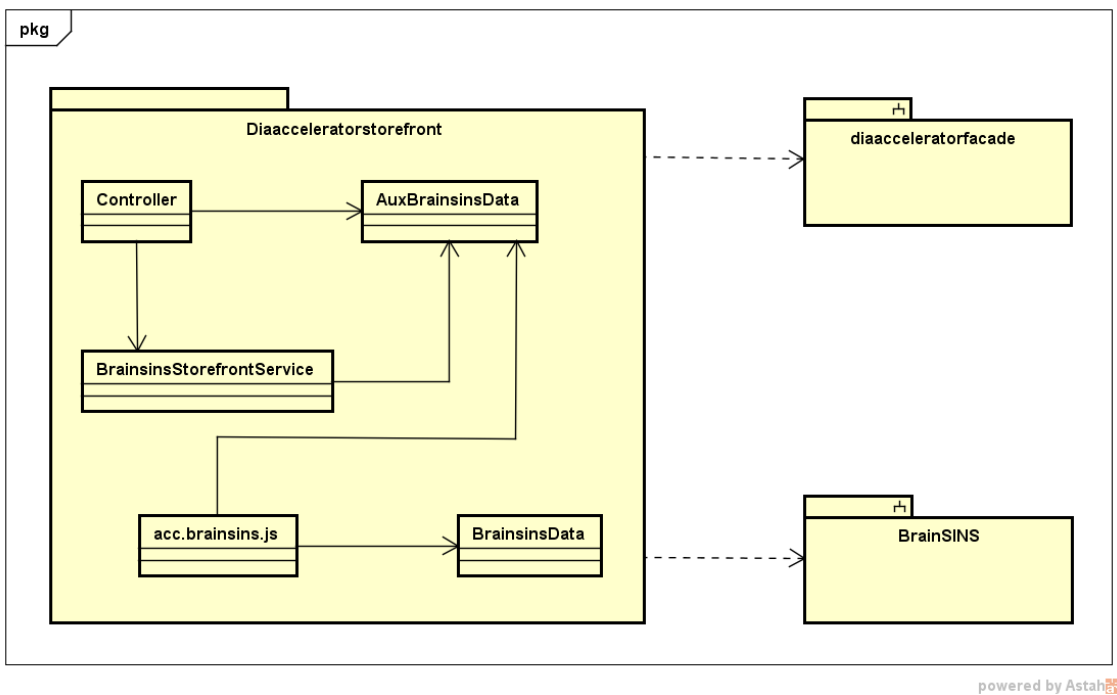 pkg
Diaacceleratorstorefront
diaacceleratorfacade
Controller
AuxBrainsinsData
BrainsinsStorefrontService
acc.brainsins.js
BrainsinsData
BrainSINS
powered by Astah